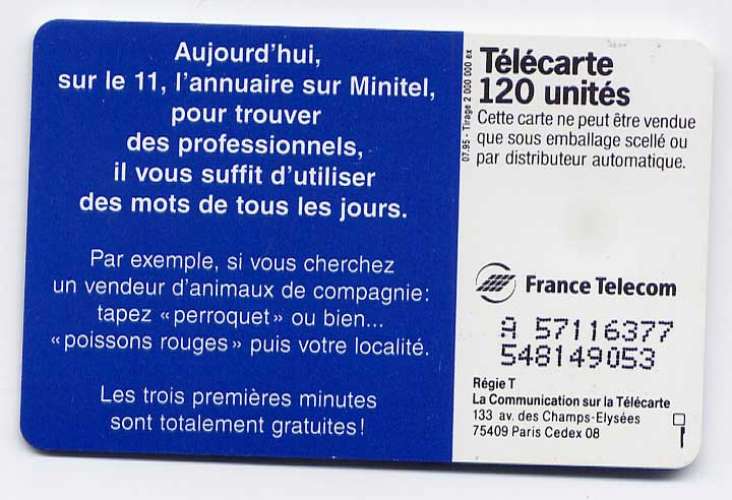 Aujourd'hui,
sur le 11, l'annuaire sur Minitel,
pour trouver
des professionnels,
il vous suffit d'utiliser
des mots de tous les jours.
Par exemple, si vous cherchez
un vendeur d'animaux de compagnie:
tapez «perroquet» ou bien...
«poissons rouges» puis votre localité.
Les trois premières minutes
sont totalement gratuites!
07.95 - Tirage 2 000 000 ex
Télécarte
120 unités
Cette carte ne peut être vendue
que sous emballage scellé ou
par distributeur automatique.
France Telecom
A 57116377
548149053
Régie T
La Communication sur la Télécarte
133 av. des Champs-Elysées
75409 Paris Cedex 08